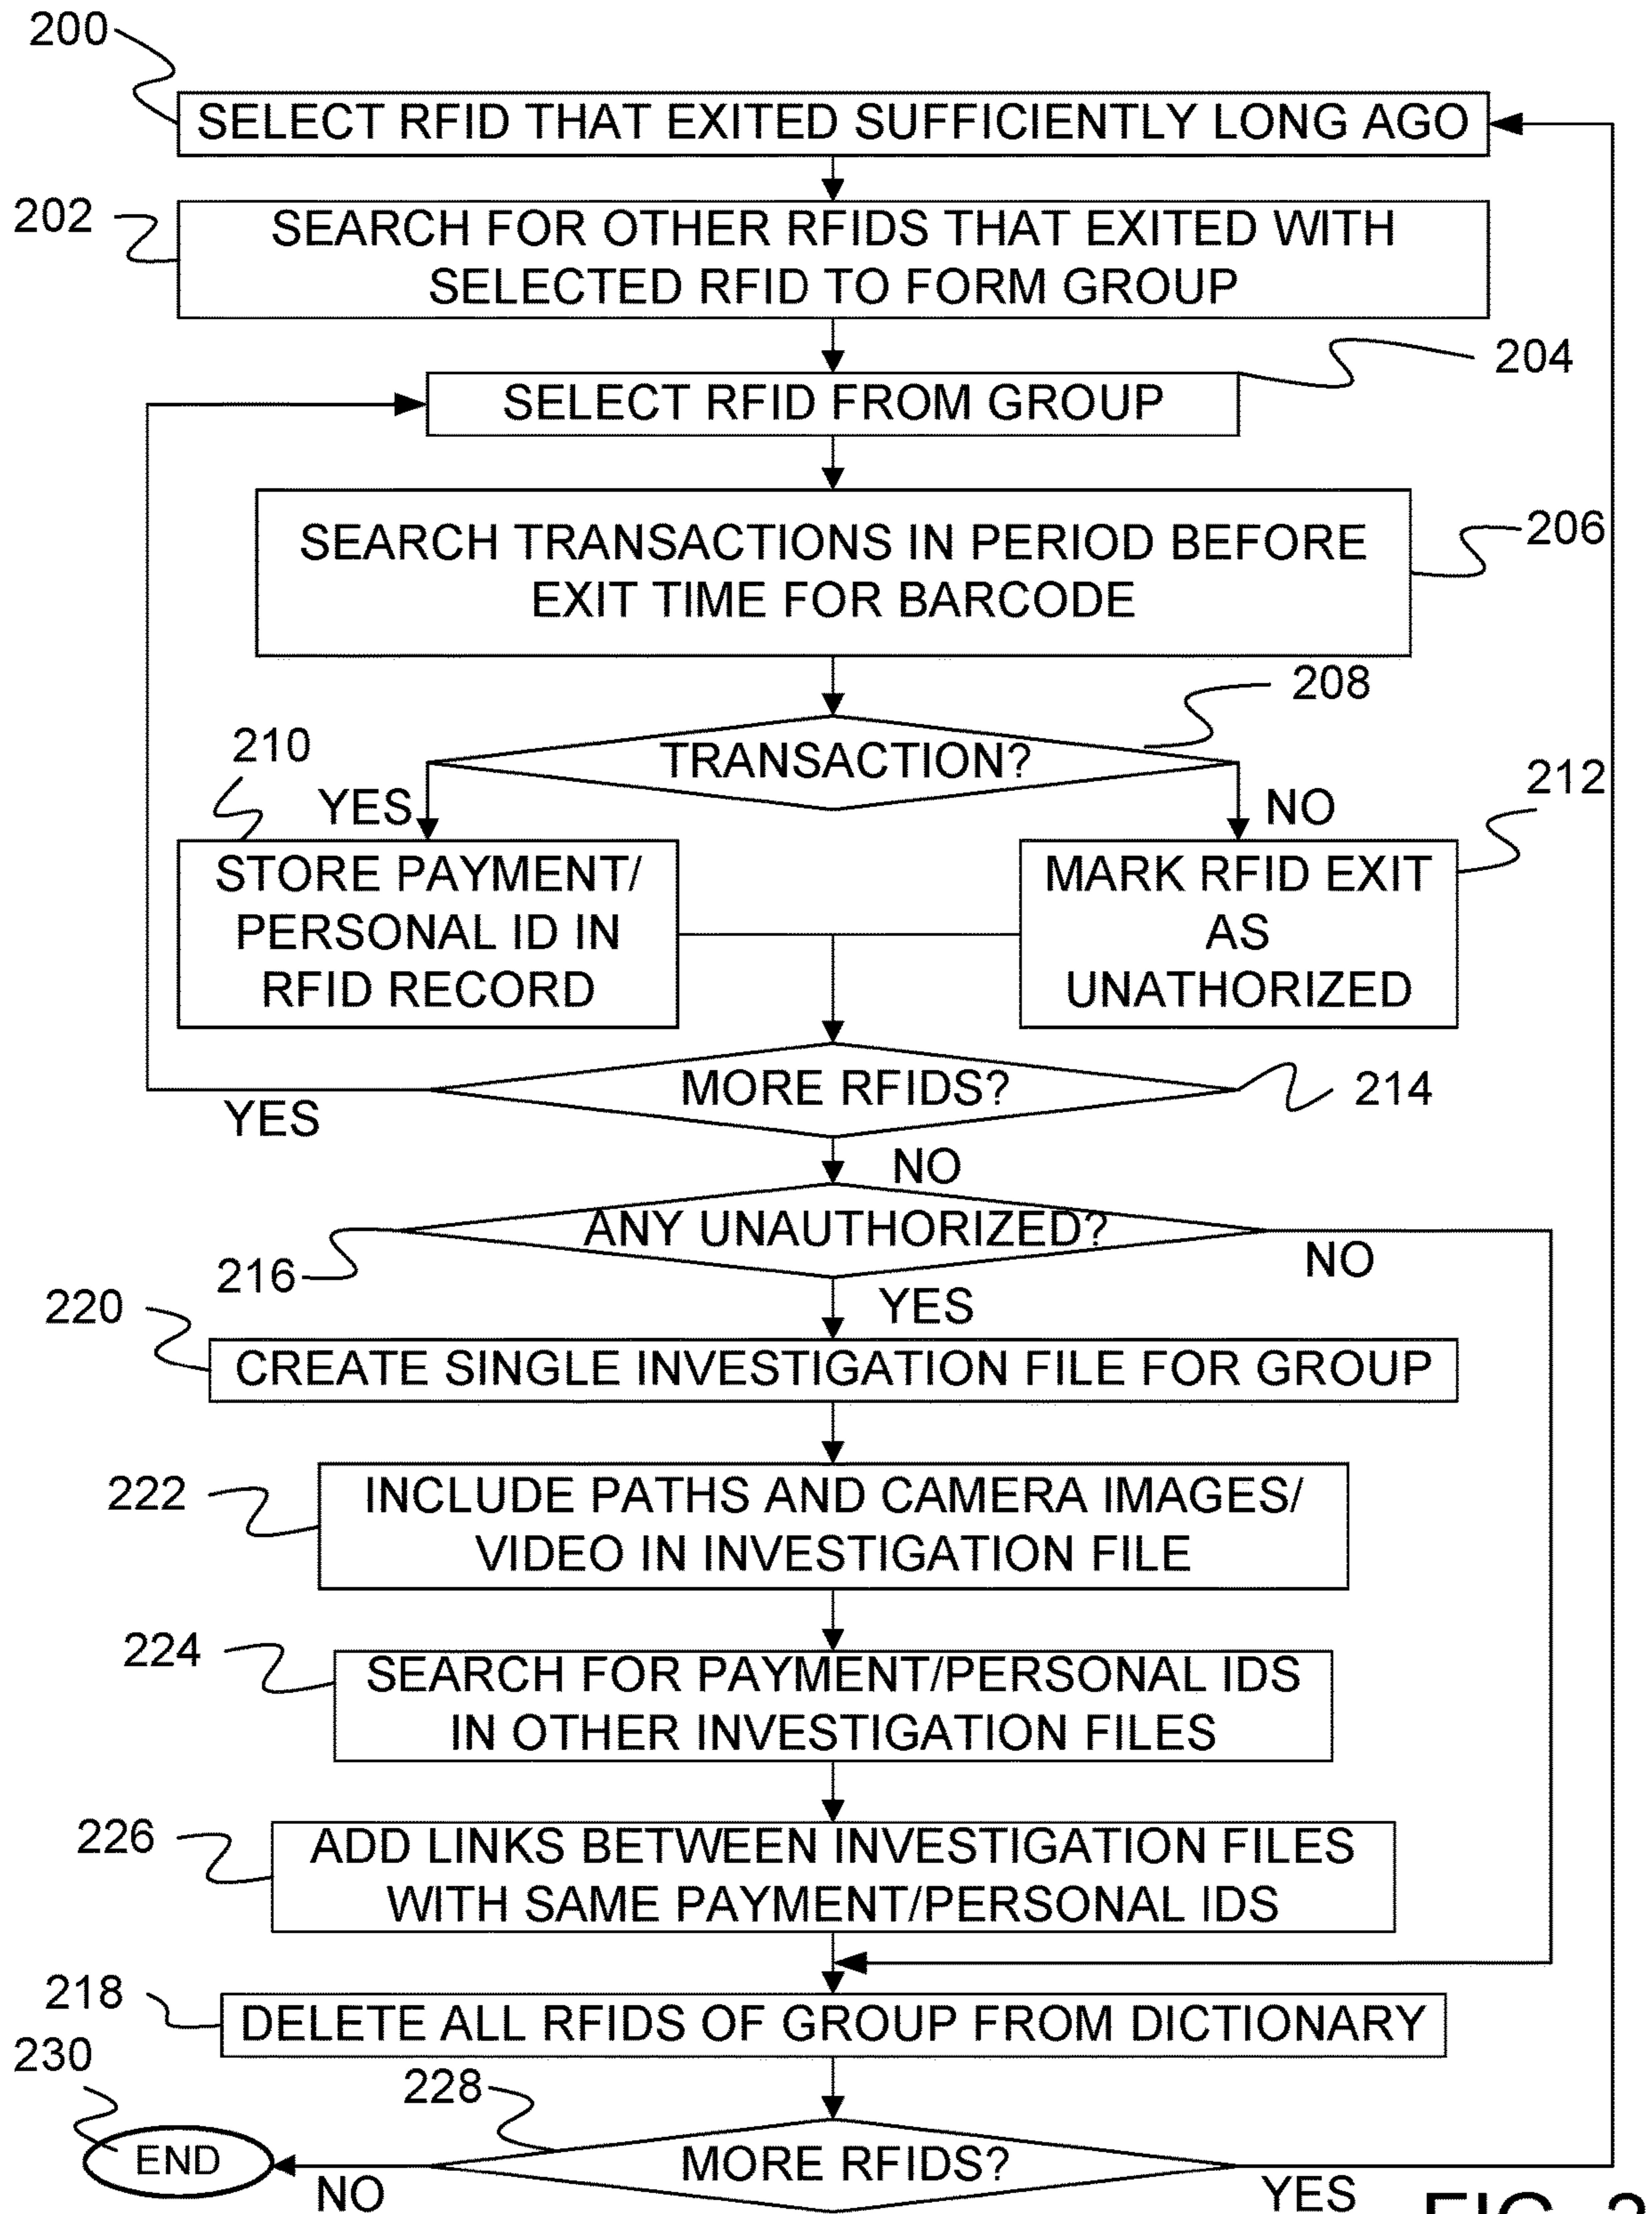 200
SELECT RFID THAT EXITED SUFFICIENTLY LONG AGO
202
SEARCH FOR OTHER RFIDS THAT EXITED WITH
SELECTED RFID TO FORM GROUP
204
SELECT RFID FROM GROUP
206
SEARCH TRANSACTIONS IN PERIOD BEFORE
EXIT TIME FOR BARCODE
208
TRANSACTION?
210
YES
NO
212
STORE PAYMENT/
PERSONAL ID IN
RFID RECORD
MARK RFID EXIT
AS
UNATHORIZED
MORE RFIDS?
214
YES
NO
ANY UNAUTHORIZED?
216
NO
YES
220
CREATE SINGLE INVESTIGATION FILE FOR GROUP
222
INCLUDE PATHS AND CAMERA IMAGES/
VIDEO IN INVESTIGATION FILE
224
SEARCH FOR PAYMENT/PERSONAL IDS
IN OTHER INVESTIGATION FILES
226
ADD LINKS BETWEEN INVESTIGATION FILES
WITH SAME PAYMENT/PERSONAL IDS
218
DELETE ALL RFIDS OF GROUP FROM DICTIONARY
230
228
END
MORE RFIDS?
NO
YES
FIG.